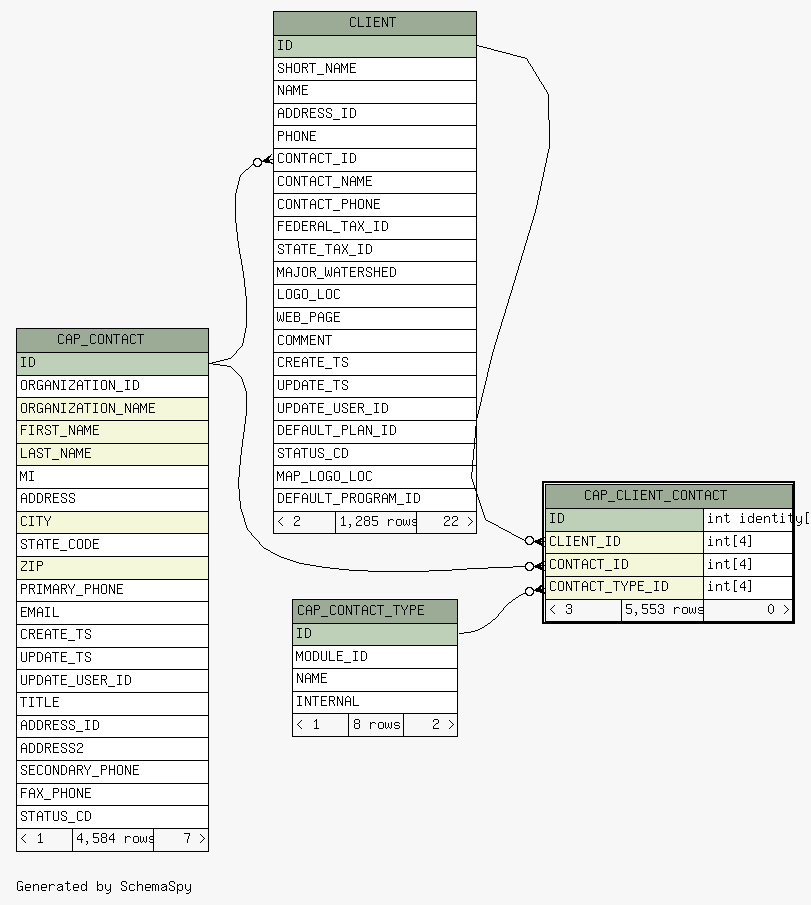 CLIENT
ID
SHORT_NAME
NAME
ADDRESS_ID
PHONE
CONTACT_ID
CONTACT_NAME
CONTACT_PHONE
FEDERAL_TAX_ID
STATE_TAX_ID
MAJOR_WATERSHED
LOGO_LOC
WEB_PAGE
COMMENT
CREATE_TS
UPDATE_TS
UPDATE_USER_ID
DEFAULT_PLAN_ID
STATUS_CD
MAP_LOGO_LOC
DEFAULT_PROGRAM_ID
< 2 1,285 rows 22 >
CAP_CONTACT
ID
ORGANIZATION_ID
ORGANIZATION_NAME
FIRST_NAME
LAST_NAME
MI
ADDRESS
CITY
STATE_CODE
ZIP
PRIMARY_PHONE
EMAIL
CREATE_TS
UPDATE_TS
UPDATE_USER_ID
TITLE
ADDRESS_ID
ADDRESS2
SECONDARY_PHONE
FAX_PHONE
STATUS_CD
< 1 4,584 rows 7 >
CAP_CLIENT_CONTACT
ID int identity[
CLIENT_ID int[4]
CONTACT_ID int[4]
CONTACT_TYPE_ID int[4]
< 3 5,553 rows 0 >
CAP_CONTACT_TYPE
ID
MODULE_ID
NAME
INTERNAL
< 1 8 rows 2 >
Generated by SchemaSpy